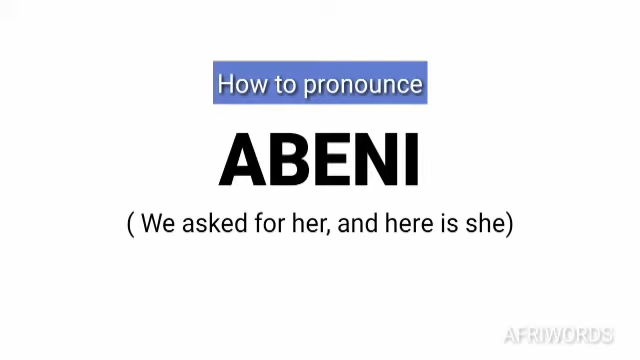 How to pronounce
ABENI
( We asked for her, and here is she)
AFRIWORDS